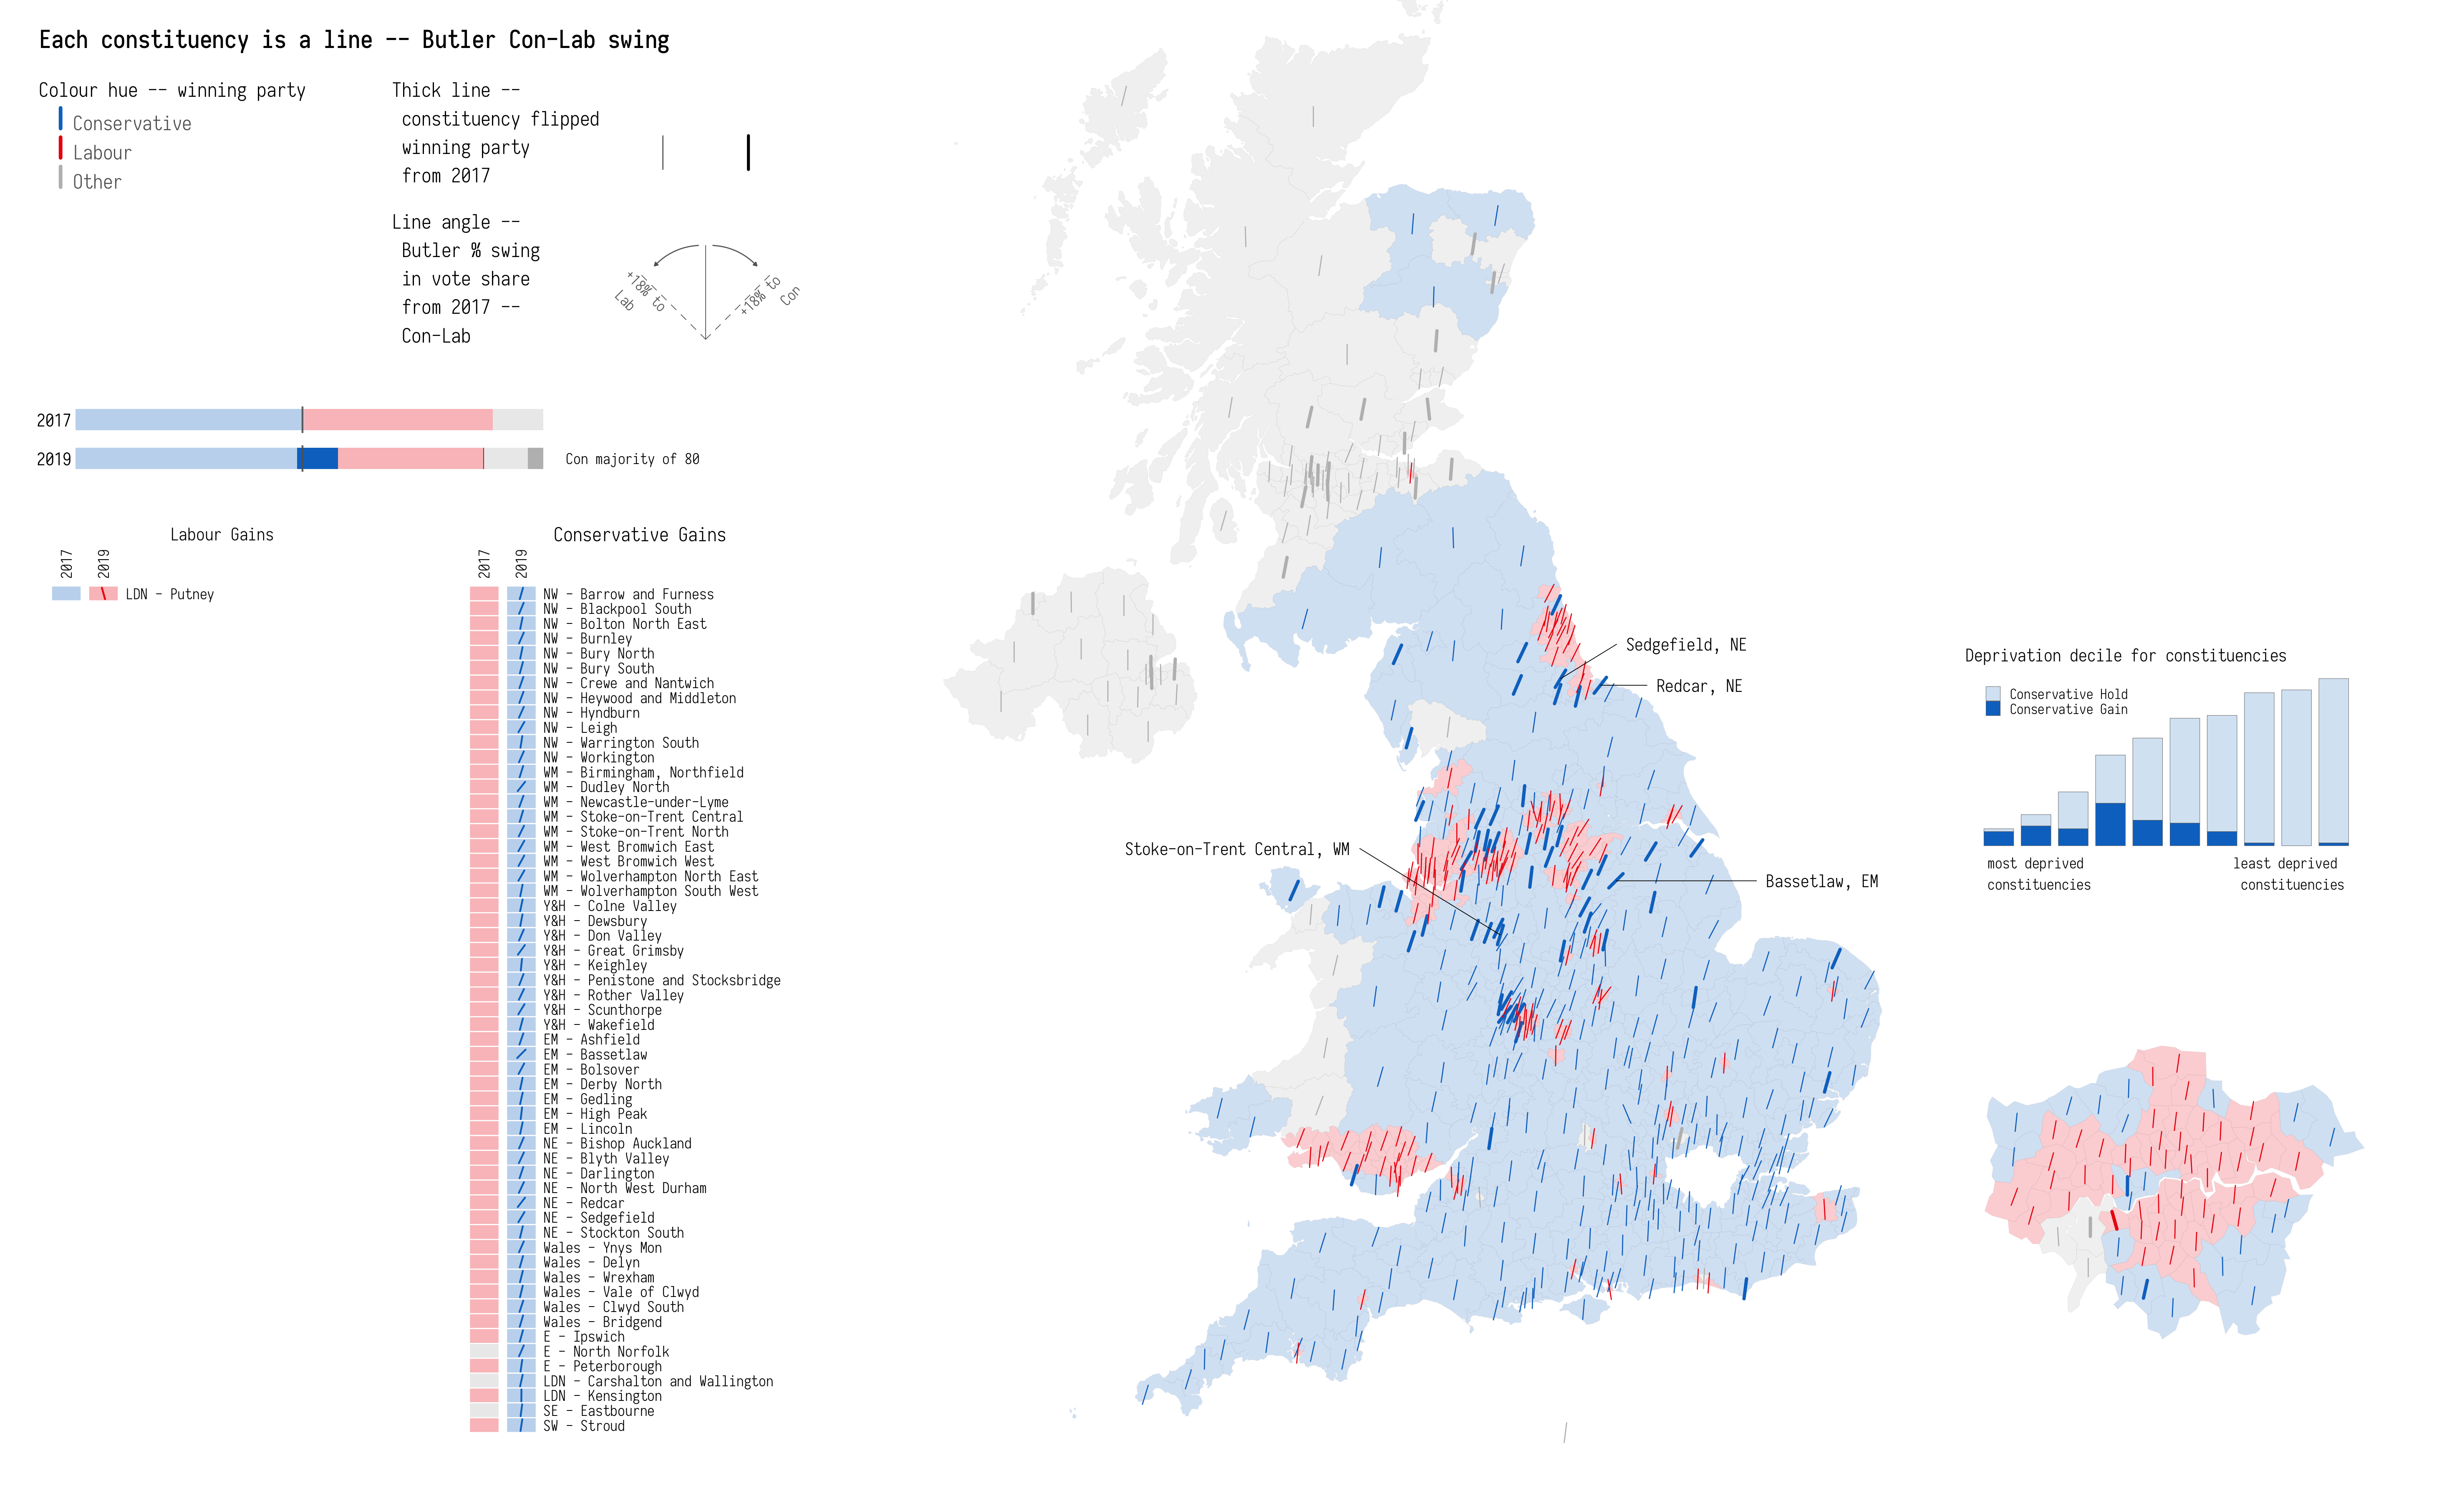 Each constituency is a line -- Butler Con-Lab swing
Colour hue -- winning party
Conservative
Labour
Other
Thick line --
constituency flipped
winning party
from 2017
Line angle --
Butler % swing
in vote share
from 2017 --
Con-Lab
+18% to
Lab
+18% to
Con
2017
2019
Con majority of 80
Labour Gains
2017
2019
LDN - Putney
Conservative Gains
2017
2019
NW - Barrow and Furness
NW - Blackpool South
NW - Bolton North East
NW - Burnley
NW - Bury North
NW - Bury South
NW - Crewe and Nantwich
NW - Heywood and Middleton
NW - Hyndburn
NW - Leigh
NW - Warrington South
NW - Workington
WM - Birmingham, Northfield
WM - Dudley North
WM - Newcastle-under-Lyme
WM - Stoke-on-Trent Central
WM - Stoke-on-Trent North
WM - West Bromwich East
WM - West Bromwich West
WM - Wolverhampton North East
WM - Wolverhampton South West
Y&H - Colne Valley
Y&H - Dewsbury
Y&H - Don Valley
Y&H - Great Grimsby
Y&H - Keighley
Y&H - Penistone and Stocksbridge
Y&H - Rother Valley
Y&H - Scunthorpe
Y&H - Wakefield
EM - Ashfield
EM - Bassetlaw
EM - Bolsover
EM - Derby North
EM - Gedling
EM - High Peak
EM - Lincoln
NE - Bishop Auckland
NE - Blyth Valley
NE - Darlington
NE - North West Durham
NE - Redcar
NE - Sedgefield
NE - Stockton South
Wales - Ynys Mon
Wales - Delyn
Wales - Wrexham
Wales - Vale of Clwyd
Wales - Clwyd South
Wales - Bridgend
E - Ipswich
E - North Norfolk
E - Peterborough
LDN - Carshalton and Wallington
LDN - Kensington
SE - Eastbourne
SW - Stroud
Sedgefield, NE
Redcar, NE
Stoke-on-Trent Central, WM
Bassetlaw, EM
Deprivation decile for constituencies
Conservative Hold
Conservative Gain
most deprived
constituencies
least deprived
constituencies